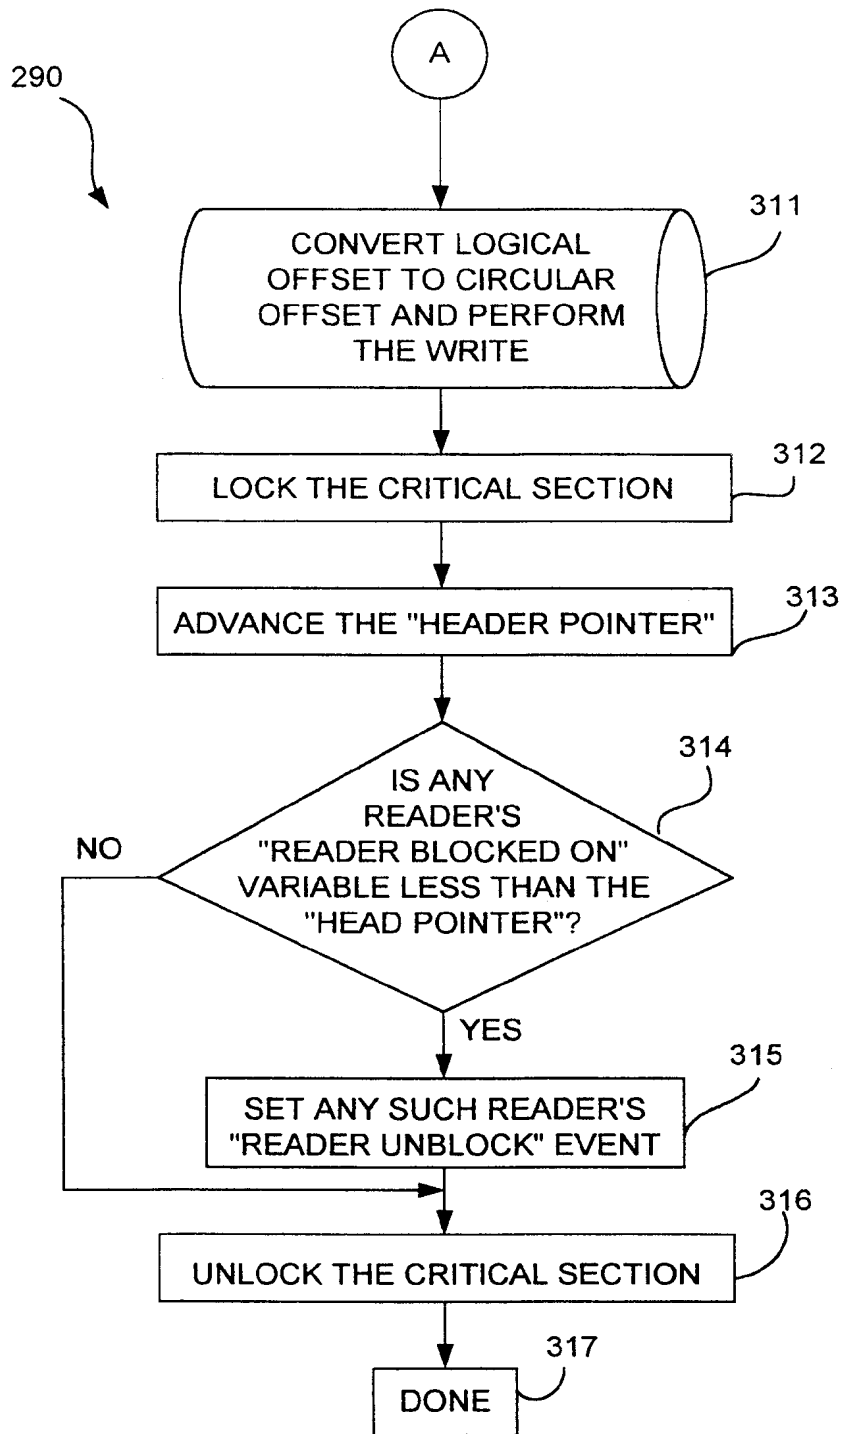 A
290
311
CONVERT LOGICAL
OFFSET TO CIRCULAR
OFFSET AND PERFORM
THE WRITE
312
LOCK THE CRITICAL SECTION
313
ADVANCE THE "HEADER POINTER"
314
IS ANY
READER'S
"READER BLOCKED ON"
VARIABLE LESS THAN THE
"HEAD POINTER"?
NO
YES
315
SET ANY SUCH READER'S
"READER UNBLOCK" EVENT
316
UNLOCK THE CRITICAL SECTION
317
DONE